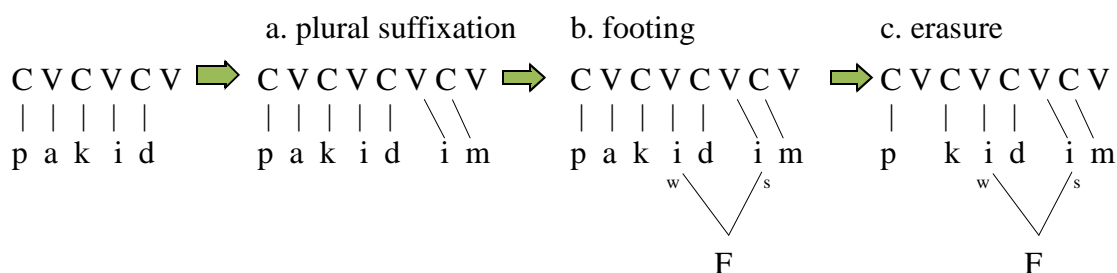 a. plural suffixation b. footing c. erasure
C V C V C V C V C V C V C V C V C V C V C V C V C V C V C V
p a k i d p a k i d i m p a k i d i m p k i d i m
w s w s
F F